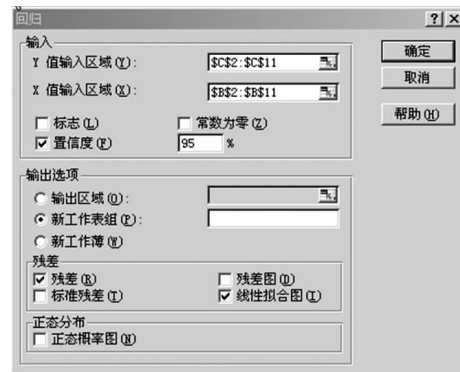 回归
输入
Y 值输入区域(Y): $C$2:$C$11
X 值输入区域(X): $B$2:$B$11
标志(L) 常数为零(Z)
置信度(F) 95 %
输出选项
输出区域(O):
新工作表组(P):
新工作薄(W)
残差
残差(R) 残差图(D)
标准残差(T) 线性拟合图(I)
正态分布
正态概率图(N)
确定
取消
帮助(H)